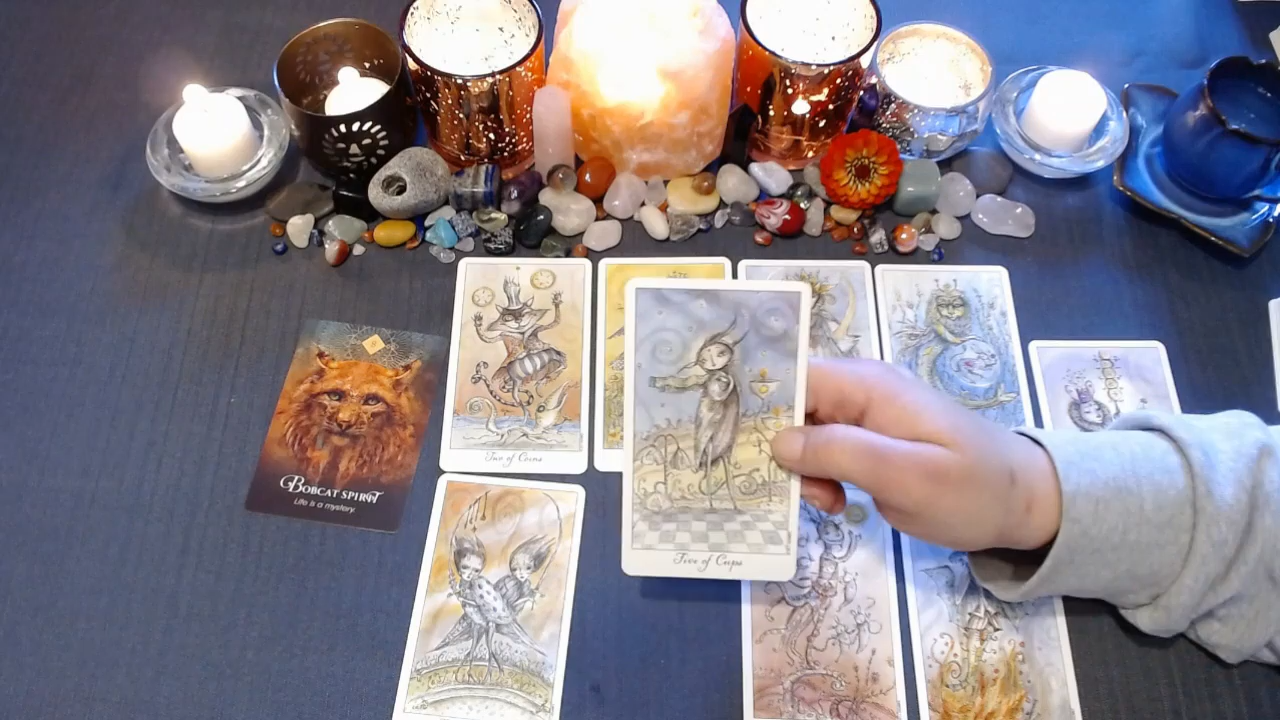 Two of Coins
BOBCAT SPIRIT
Life is a mystery.
Five of Cups